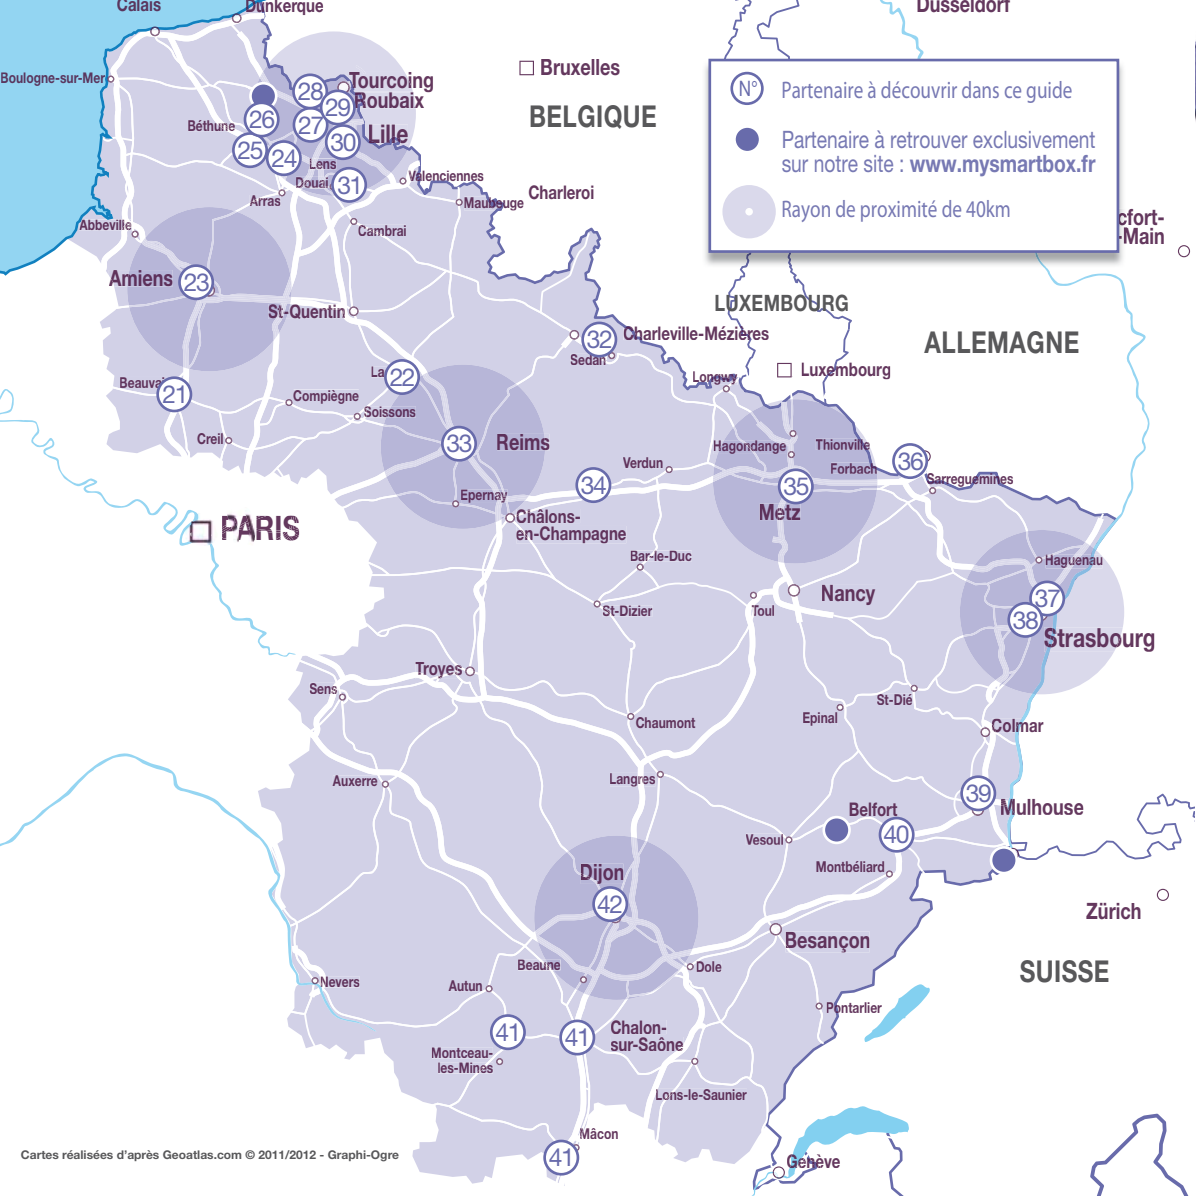 Calais
Dunkerque
Dusseldorf
Boulogne-sur-Mer
Bruxelles
BELGIQUE
Tourcoing
Roubaix
Lille
28
29
27
26
30
25
24
31
Béthune
Lens
Douai
Arras
Valenciennes
Maubeuge
Charleroi
Cambrai
Abbeville
N° Partenaire à découvrir dans ce guide
Partenaire à retrouver exclusivement
sur notre site : www.mysmartbox.fr
Rayon de proximité de 40km
cfort-
-Main
Amiens
23
St-Quentin
LUXEMBOURG
ALLEMAGNE
32
Charleville-Mézières
Sedan
Longwy
Luxembourg
La
22
Beauvai
21
Compiègne
Soissons
Creil
33
Reims
Epernay
Châlons-
en-Champagne
34
Verdun
Hagondange
Thionville
Forbach
35
Metz
36
Sarreguemines
PARIS
Bar-le-Duc
St-Dizier
Toul
Nancy
Haguenau
37
38
Strasbourg
Troyes
Sens
Chaumont
Epinal
St-Dié
Colmar
Auxerre
Langres
39
Mulhouse
Belfort
40
Vesoul
Montbéliard
Dijon
42
Besançon
Zürich
SUISSE
Nevers
Autun
Beaune
Dole
Pontarlier
41
41
Chalon-
sur-Saône
Montceau-
les-Mines
Lons-le-Saunier
Mâcon
41
Genève
Cartes réalisées d'après Geoatlas.com © 2011/2012 - Graphi-Ogre